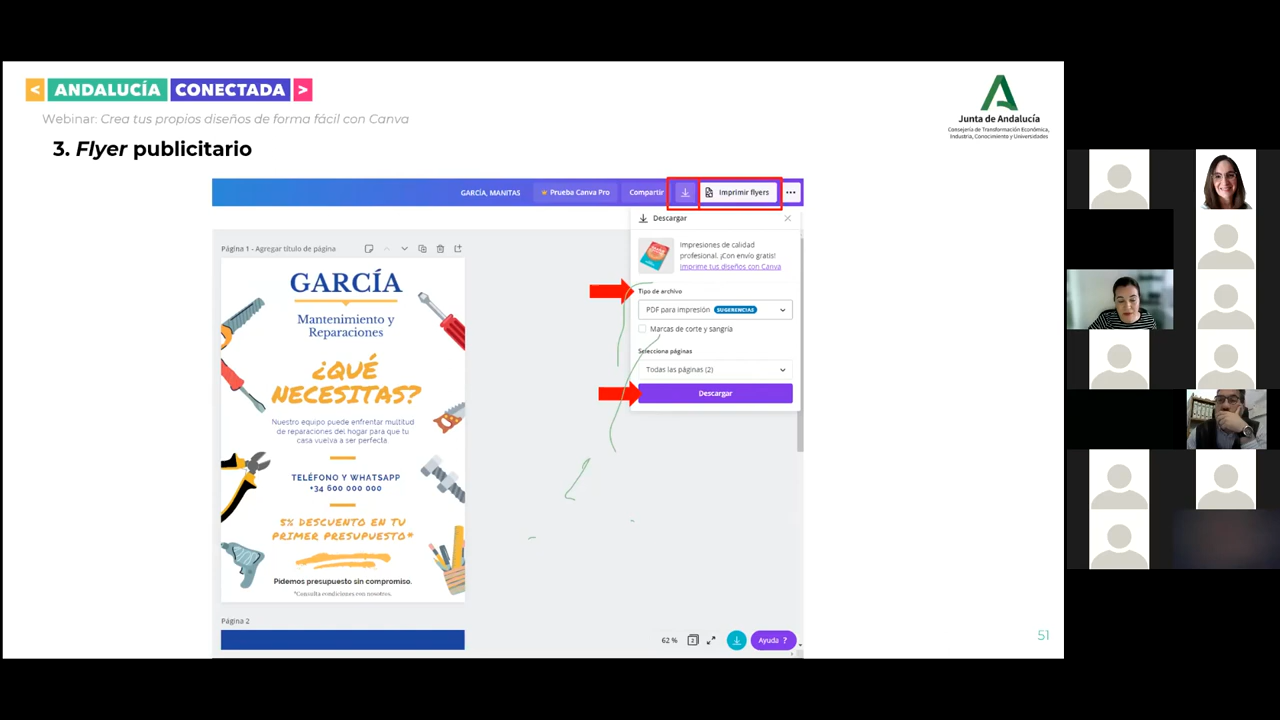 < ANDALUCÍA CONECTADA >
Webinar: Crea tus propios diseños de forma fácil con Canva
3. Flyer publicitario
Junta de Andalucía
Consejería de Transformación Económica,
Industria, Conocimiento y Universidades
GARCÍA, MANITAS
Prueba Canva Pro
Compartir
Imprimir flyers
Descargar
Impresiones de calidad
profesional. ¡Con envío gratis!
Imprime tus diseños con Canva
Tipo de archivo
PDF para impresión SUGERENCIAS
Marcas de corte y sangría
Selecciona páginas
Todas las páginas (2)
Descargar
Página 1 - Agregar título de página
GARCÍA
Mantenimiento y
Reparaciones
¿QUÉ
NECESITAS?
Nuestro equipo puede enfrentar multitud
de reparaciones del hogar para que tu
casa vuelva a ser perfecta.
TELÉFONO Y WHATSAPP
+34 600 000 000
5% DESCUENTO EN TU
PRIMER PRESUPUESTO*
Pídemos presupuesto sin compromiso.
*Consulta condiciones con nosotros.
Página 2
62 %
2
Ayuda ?
51